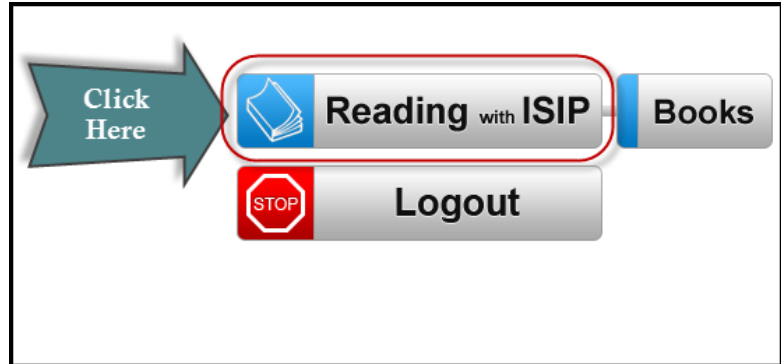 Click
Here
Reading with ISIP
Books
STOP
Logout